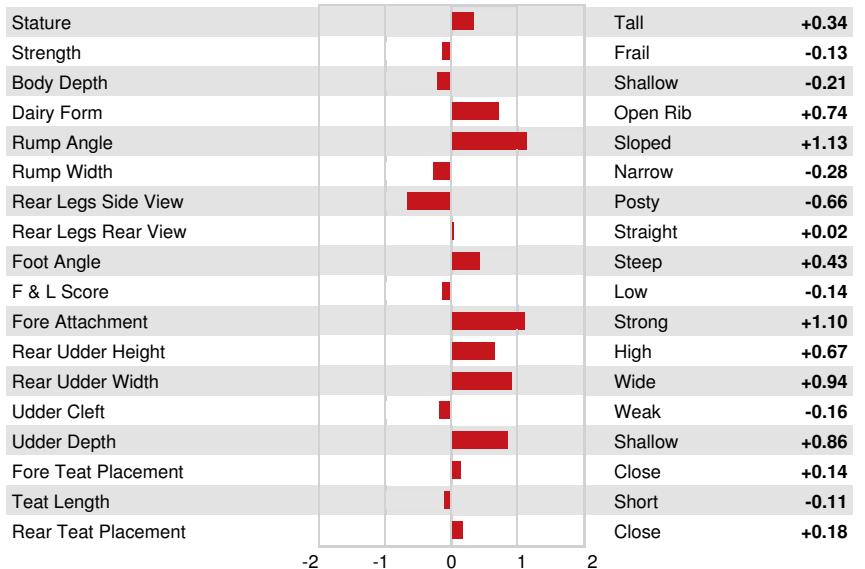 Stature Tall +0.34
Strength Frail -0.13
Body Depth Shallow -0.21
Dairy Form Open Rib +0.74
Rump Angle Sloped +1.13
Rump Width Narrow -0.28
Rear Legs Side View Posty -0.66
Rear Legs Rear View Straight +0.02
Foot Angle Steep +0.43
F & L Score Low -0.14
Fore Attachment Strong +1.10
Rear Udder Height High +0.67
Rear Udder Width Wide +0.94
Udder Cleft Weak -0.16
Udder Depth Shallow +0.86
Fore Teat Placement Close +0.14
Teat Length Short -0.11
Rear Teat Placement Close +0.18
-2 -1 0 1 2